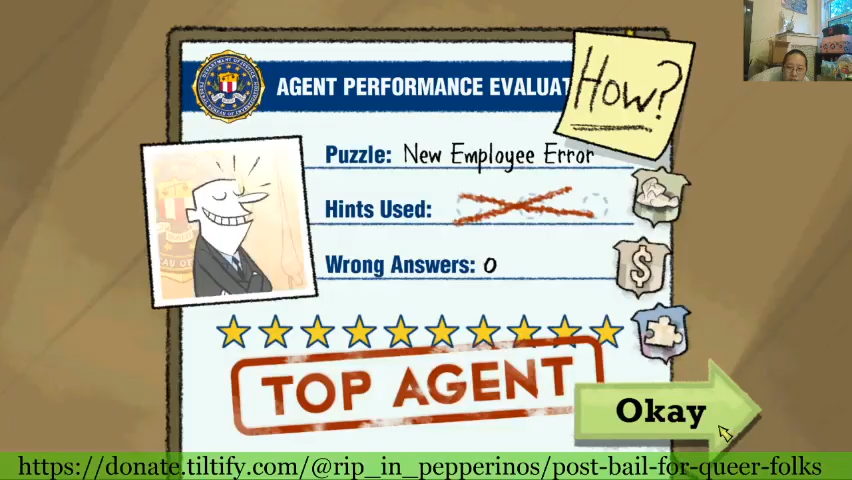 AGENT PERFORMANCE EVALUAT
How?
Puzzle: New Employee Error
Hints Used:
Wrong Answers: 0
$
TOP AGENT
Okay
https://donate.tiltify.com/@rip_in_pepperinos/post-bail-for-queer-folks